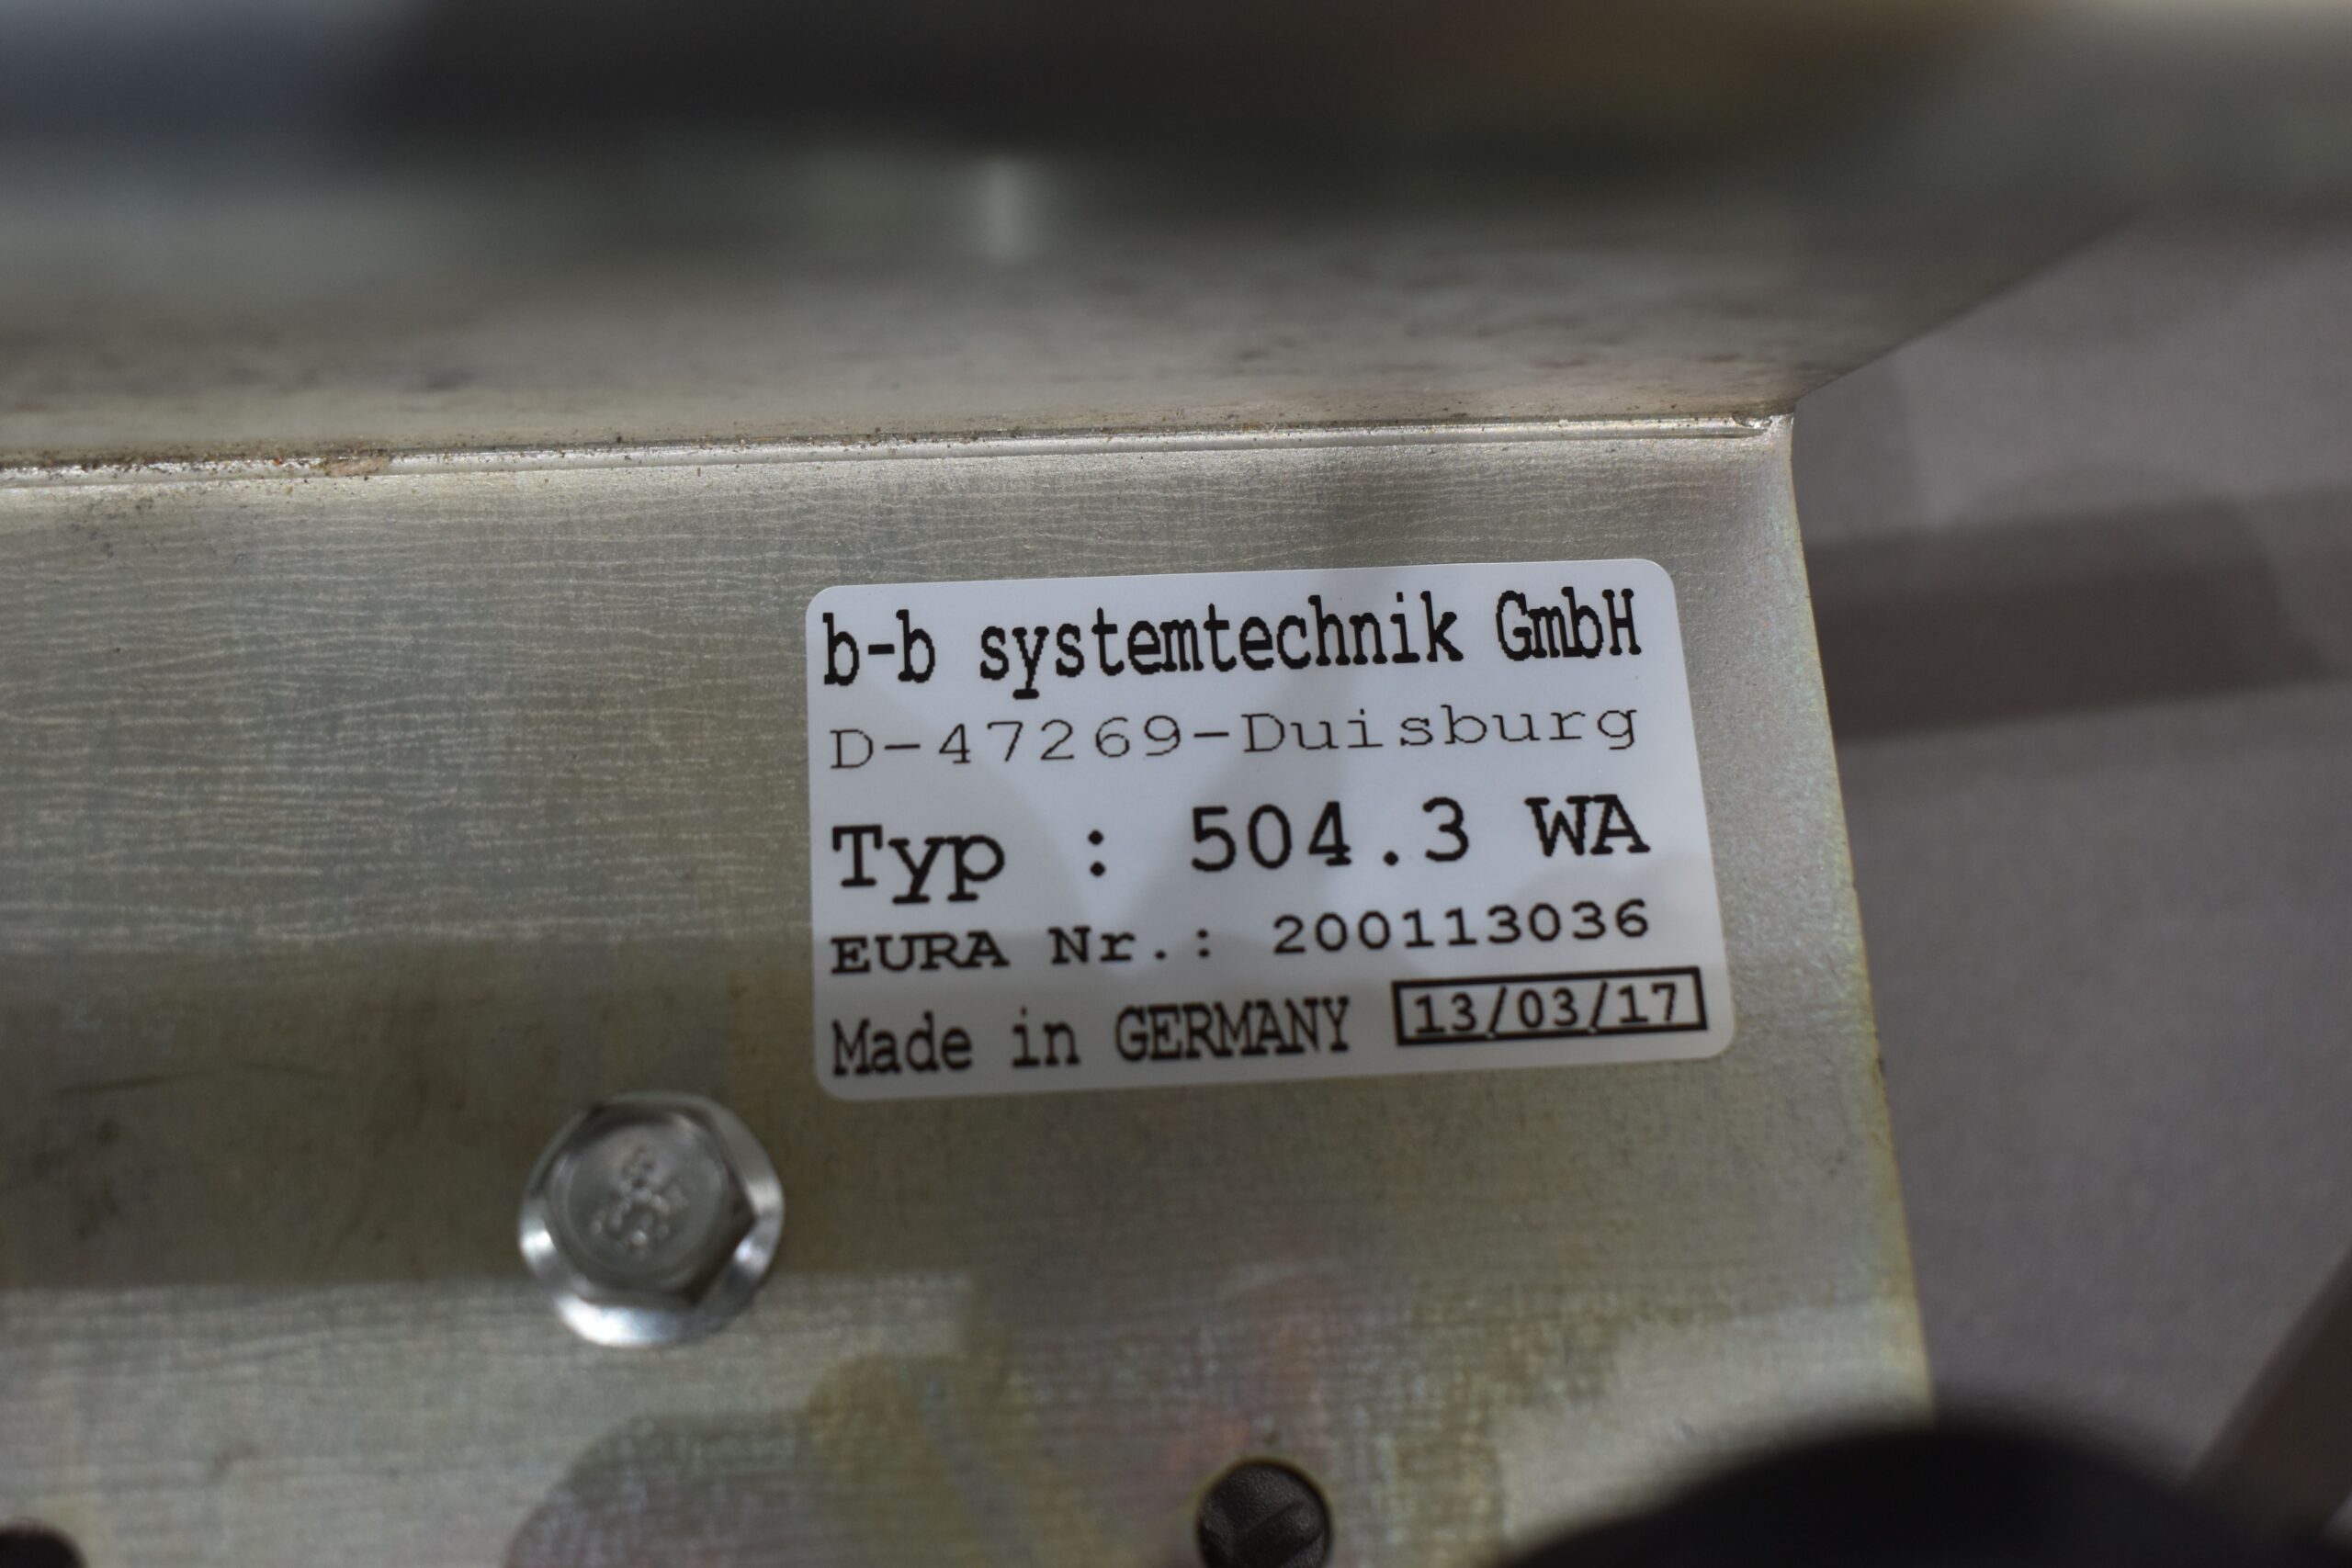 b-b systemtechnik GmbH
D-47269-Duisburg
Typ : 504.3 WA
EURA Nr.: 200113036
Made in GERMANY 13/03/17